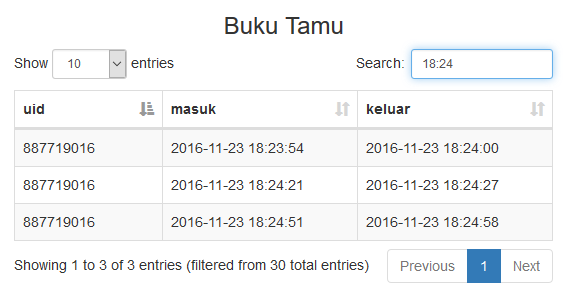 Buku Tamu
Show 10 entries Search: 18:24
uid masuk keluar
887719016 2016-11-23 18:23:54 2016-11-23 18:24:00
887719016 2016-11-23 18:24:21 2016-11-23 18:24:27
887719016 2016-11-23 18:24:51 2016-11-23 18:24:58
Showing 1 to 3 of 3 entries (filtered from 30 total entries) Previous 1 Next